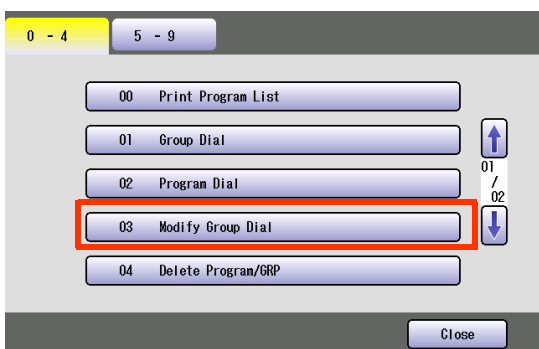 0 - 4
5 - 9
00 Print Program List
01 Group Dial
02 Program Dial
03 Modify Group Dial
04 Delete Program/GRP
01
/
02
Close